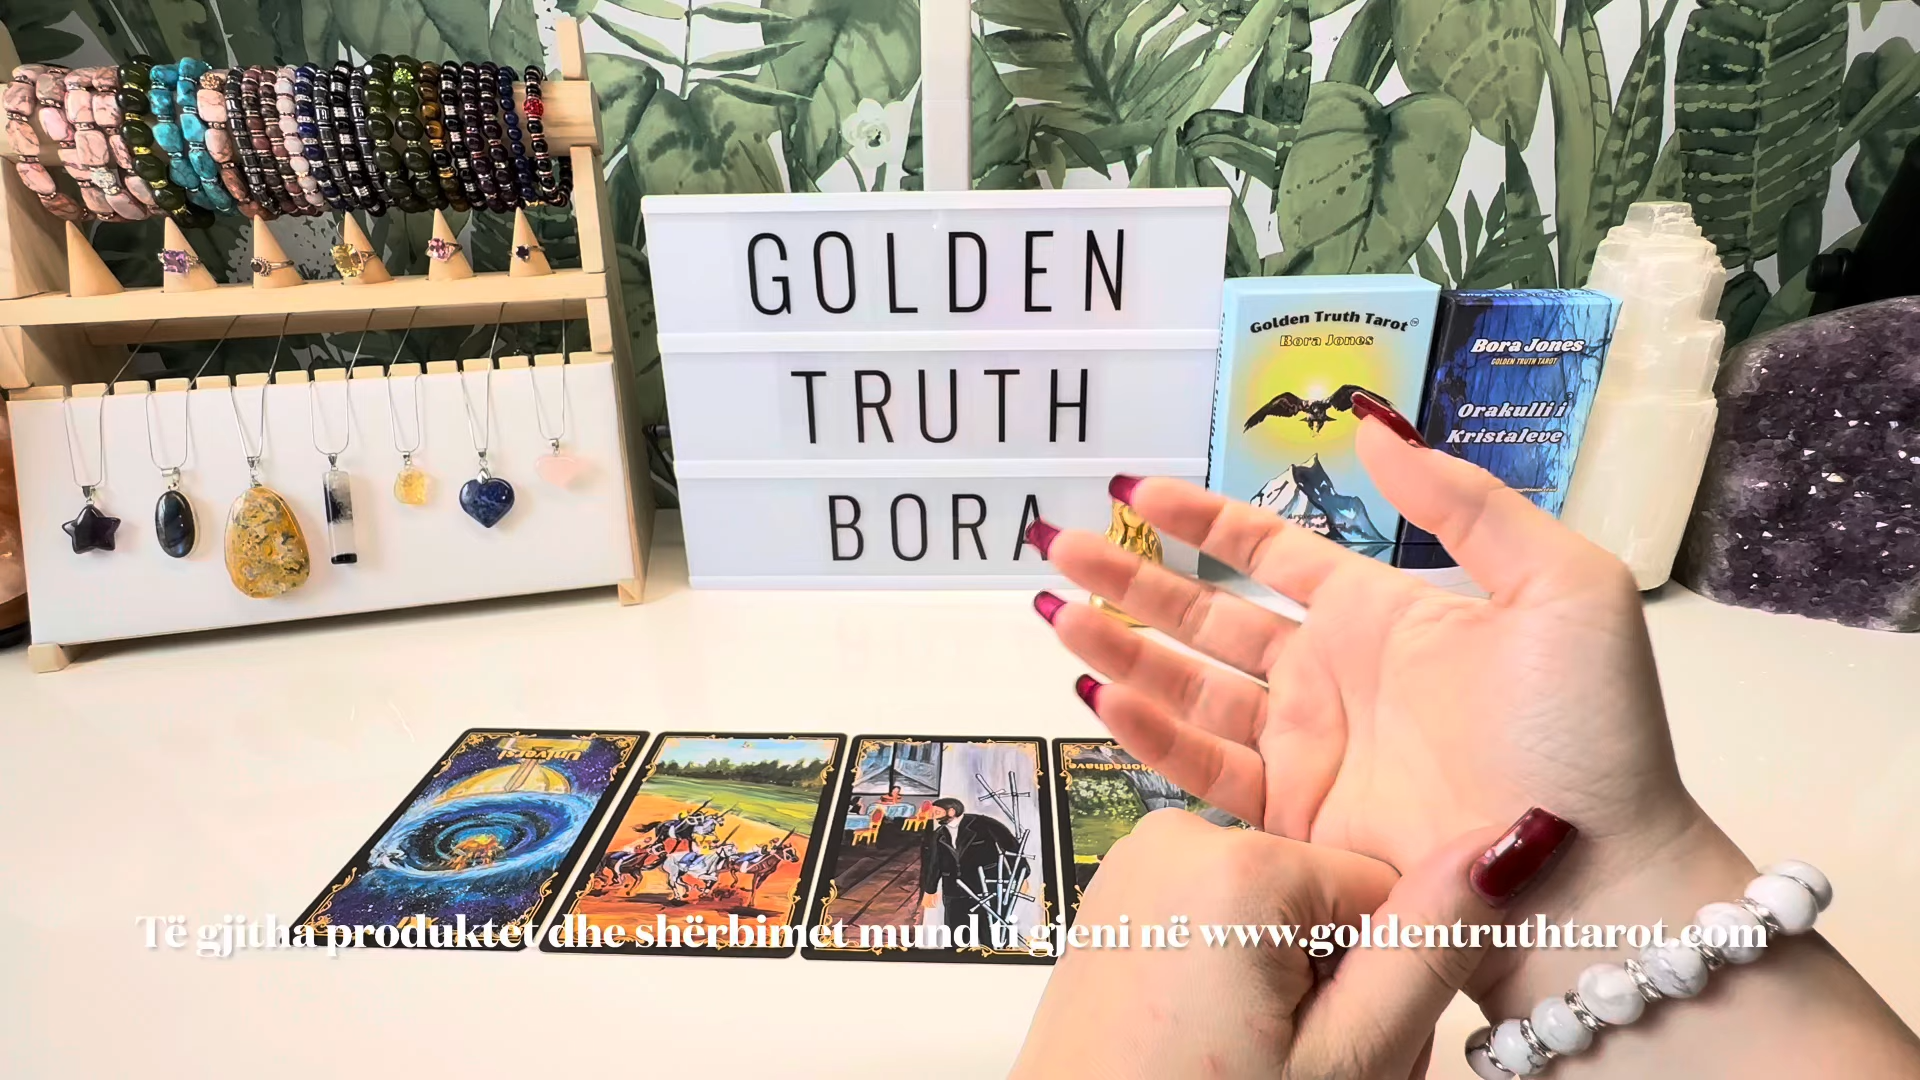 GOLDEN
TRUTH
BORA
Golden Truth Tarot™
Bora Jones
Bora Jones
GOLDEN TRUTH TAROT
Orakulli i
Kristaleve
Universi
Të gjitha produktet dhe shërbimet mund ti gjeni në www.goldentruthtarot.com